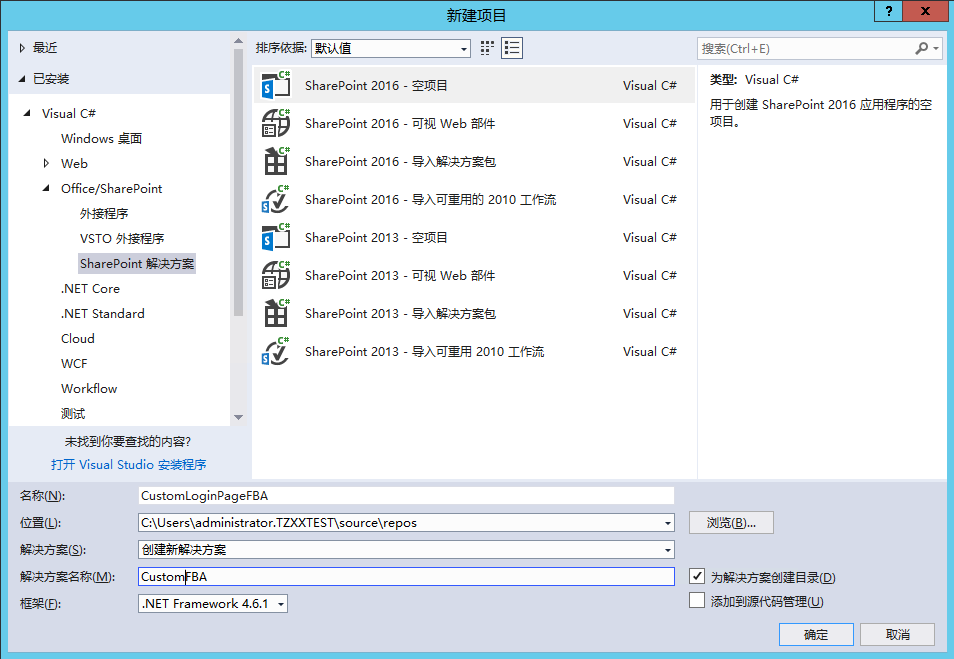 新建项目
?
x
最近
已安装
Visual C#
Windows 桌面
Web
Office/SharePoint
外接程序
VSTO 外接程序
SharePoint 解决方案
.NET Core
.NET Standard
Cloud
WCF
Workflow
测试
未找到你要查找的内容?
打开 Visual Studio 安装程序
排序依据: 默认值
C# SharePoint 2016 - 空项目 Visual C#
C# SharePoint 2016 - 可视 Web 部件 Visual C#
C# SharePoint 2016 - 导入解决方案包 Visual C#
C# SharePoint 2016 - 导入可重用的 2010 工作流 Visual C#
C# SharePoint 2013 - 空项目 Visual C#
C# SharePoint 2013 - 可视 Web 部件 Visual C#
C# SharePoint 2013 - 导入解决方案包 Visual C#
C# SharePoint 2013 - 导入可重用 2010 工作流 Visual C#
搜索(Ctrl+E)
类型: Visual C#
用于创建 SharePoint 2016 应用程序的空
项目。
名称(N): CustomLoginPageFBA
位置(L): C:\Users\administrator.TZXXTEST\source\repos 浏览(B)...
解决方案(S): 创建新解决方案
解决方案名称(M): CustomFBA 为解决方案创建目录(D)
框架(F): .NET Framework 4.6.1 添加到源代码管理(U)
确定 取消